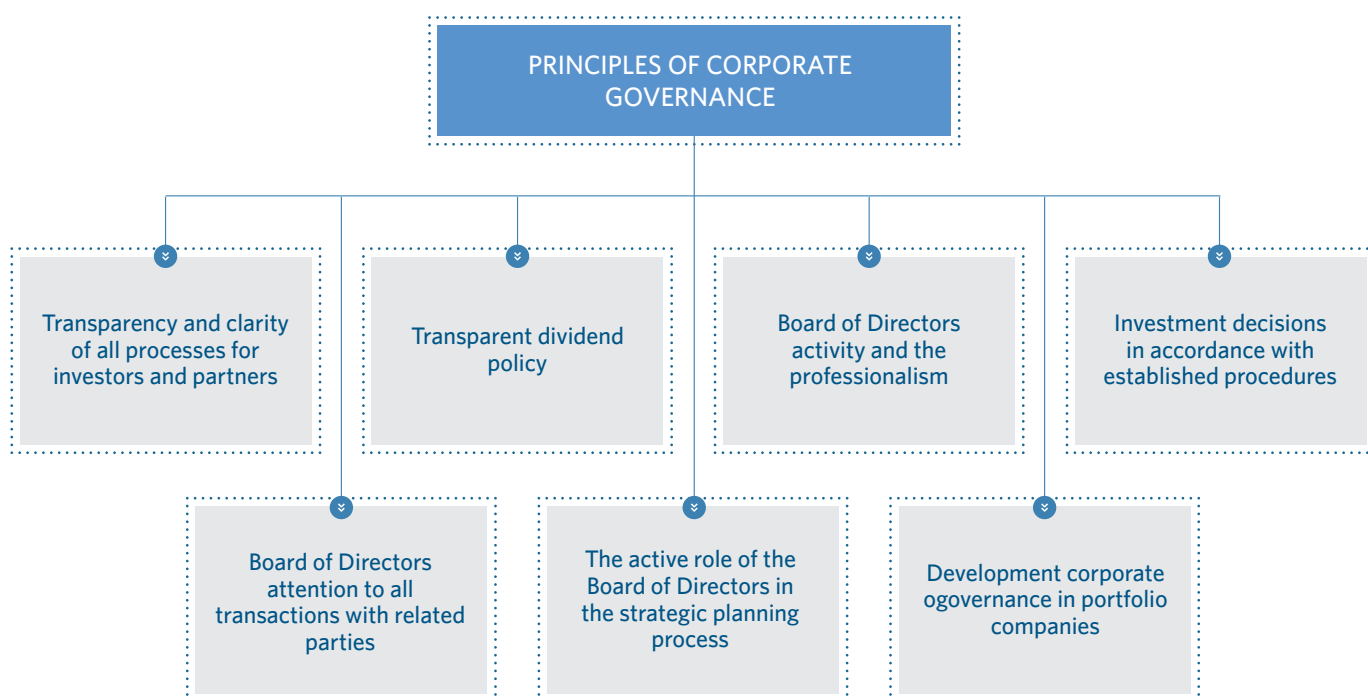 PRINCIPLES OF CORPORATE
GOVERNANCE
Transparency and clarity
of all processes for
investors and partners
Transparent dividend
policy
Board of Directors
activity and the
professionalism
Investment decisions
in accordance with
established procedures
Board of Directors
attention to all
transactions with related
parties
The active role of the
Board of Directors in
the strategic planning
process
Development corporate
ogovernance in portfolio
companies